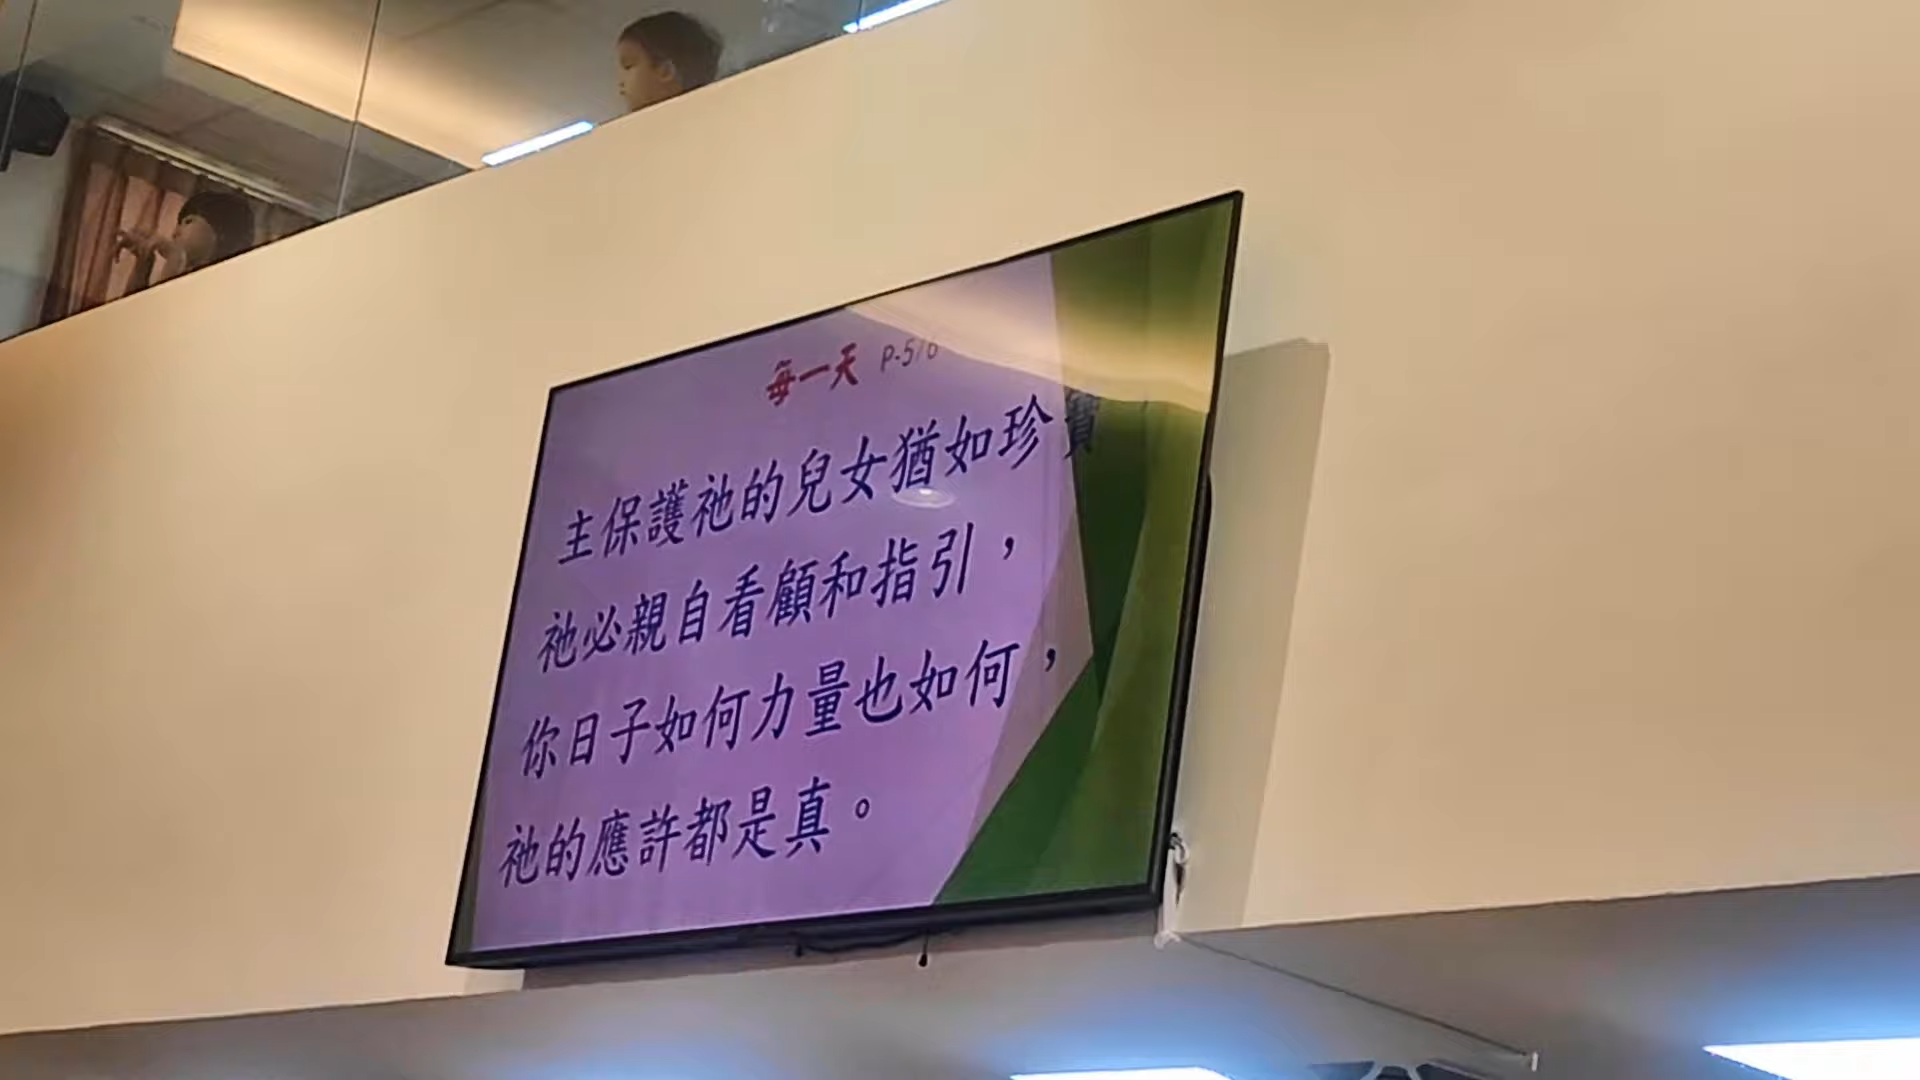 每一天 P-5/6
主保護祂的兒女猶如珍寶
祂必親自看顧和指引，
你日子如何力量也如何，
祂的應許都是真。